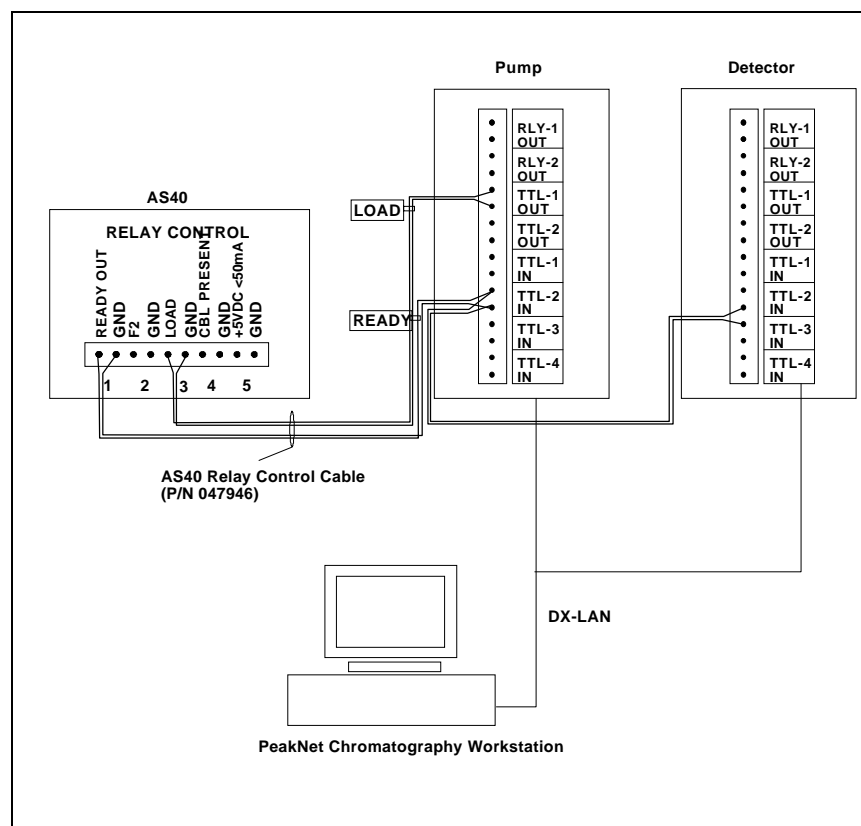 Pump
Detector
RLY-1
OUT
RLY-2
OUT
TTL-1
OUT
TTL-2
OUT
TTL-1
IN
TTL-2
IN
TTL-3
IN
TTL-4
IN
RLY-1
OUT
RLY-2
OUT
TTL-1
OUT
TTL-2
OUT
TTL-1
IN
TTL-2
IN
TTL-3
IN
TTL-4
IN
AS40
RELAY CONTROL
READY OUT
GND
F2
GND
LOAD
GND
CBL PRESENT
GND
+5VDC <50mA
GND
1 2 3 4 5
LOAD
READY
AS40 Relay Control Cable
(P/N 047946)
DX-LAN
PeakNet Chromatography Workstation